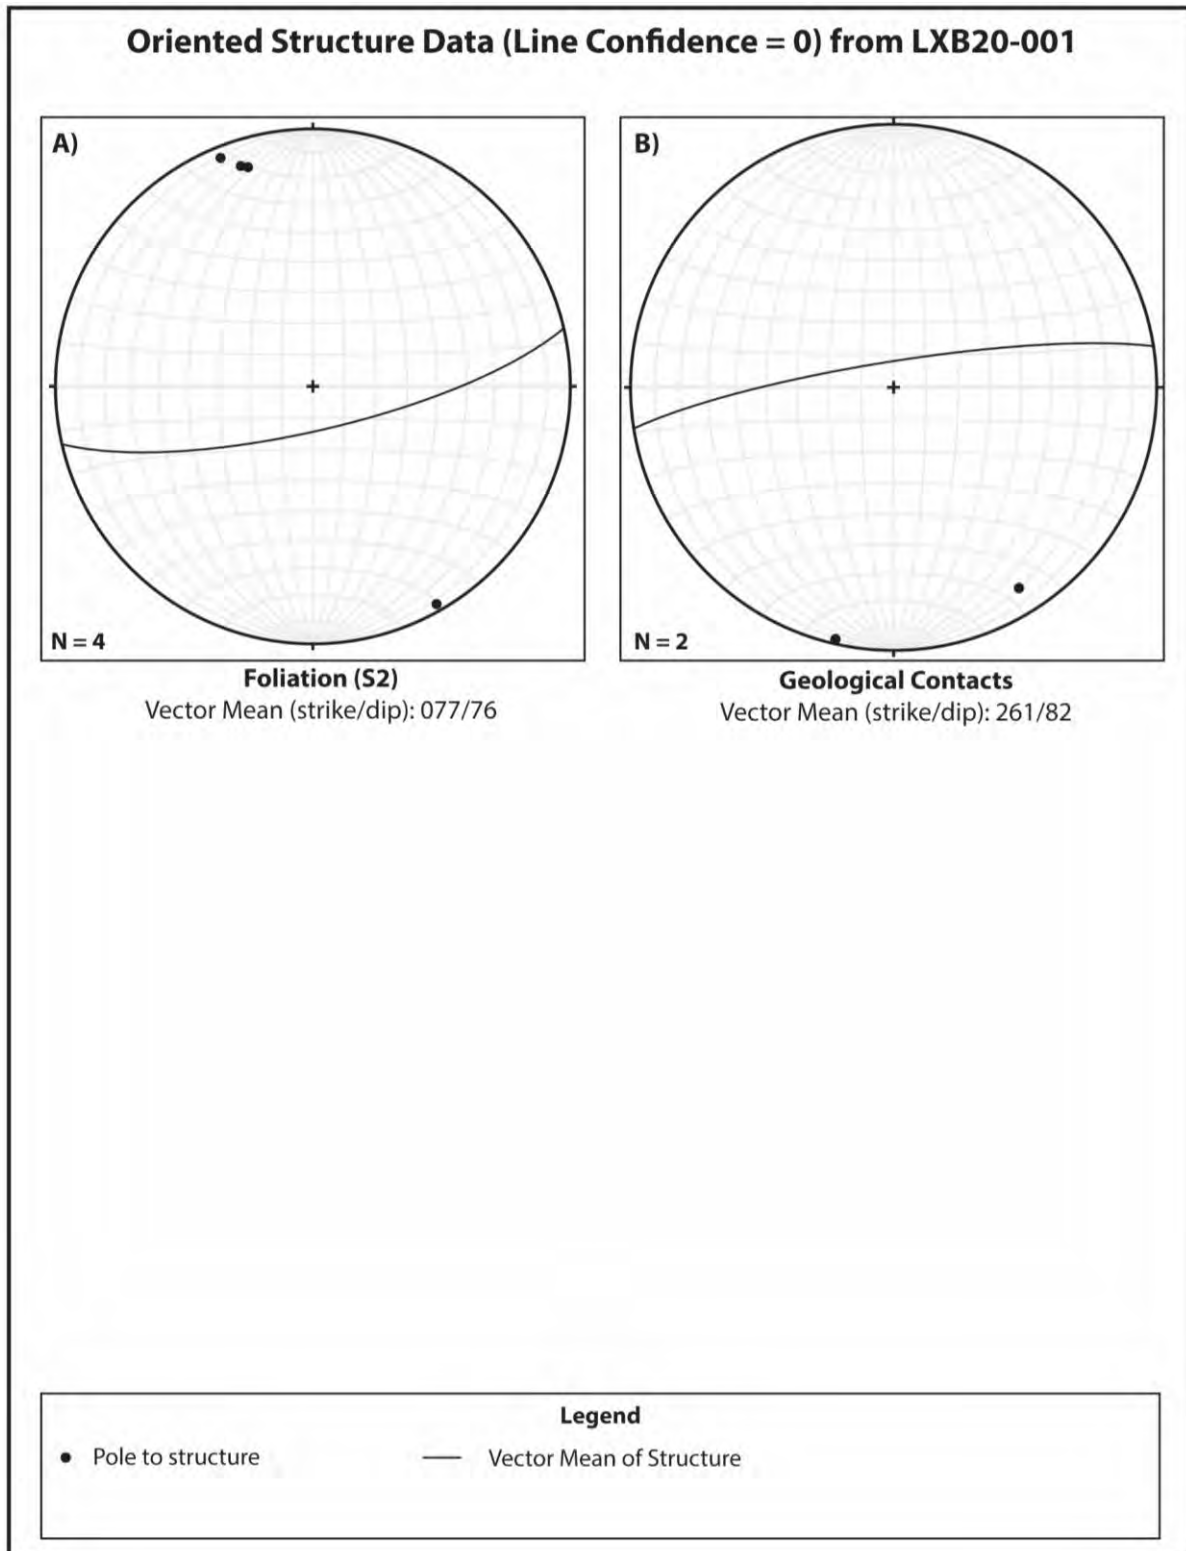 Oriented Structure Data (Line Confidence = 0) from LXB20-001
A)
N = 4
Foliation (S2)
Vector Mean (strike/dip): 077/76
B)
N = 2
Geological Contacts
Vector Mean (strike/dip): 261/82
Legend
Pole to structure
Vector Mean of Structure